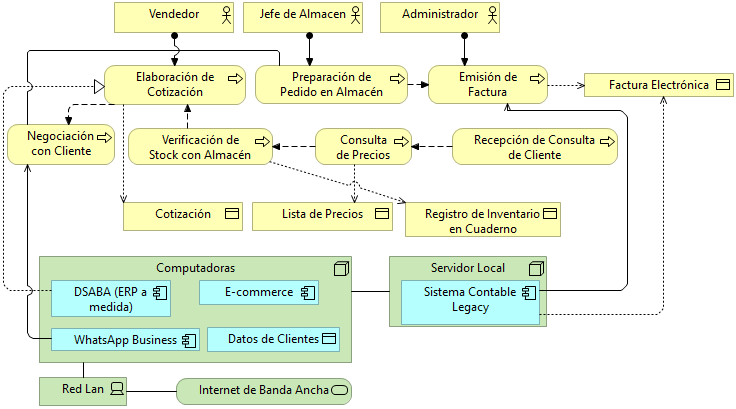 Vendedor
Jefe de Almacen
Administrador
Elaboración de
Cotización
Preparación de
Pedido en Almacén
Emisión de
Factura
Factura Electrónica
Negociación
con Cliente
Verificación de
Stock con Almacén
Consulta
de Precios
Recepción de Consulta
de Cliente
Cotización
Lista de Precios
Registro de Inventario
en Cuaderno
Computadoras
Servidor Local
DSABA (ERP a
medida)
E-commerce
Sistema Contable
Legacy
WhatsApp Business
Datos de Clientes
Red Lan
Internet de Banda Ancha